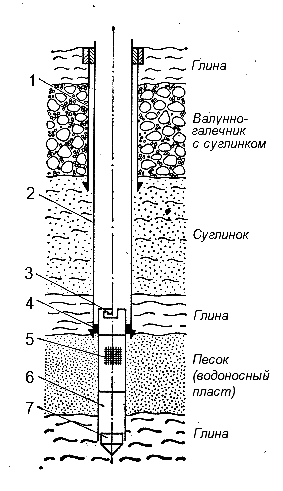 Глина
1
Валунно-
галечник
с суглинком
2
Суглинок
3
4
Глина
5
Песок
(водоносный
пласт)
6
7
Глина